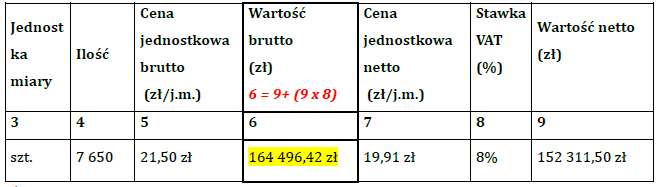 Jednost
ka
miary
Ilość
Cena
jednostkowa
brutto
(zł/j.m.)
Wartość
brutto
(zł)
6 = 9+ (9 x 8)
Cena
jednostkowa
netto
(zł/j.m.)
Stawka
VAT
(%)
Wartość netto
(zł)
3 4 5 6 7 8 9
szt. 7 650 21,50 zł 164 496,42 zł 19,91 zł 8% 152 311,50 zł